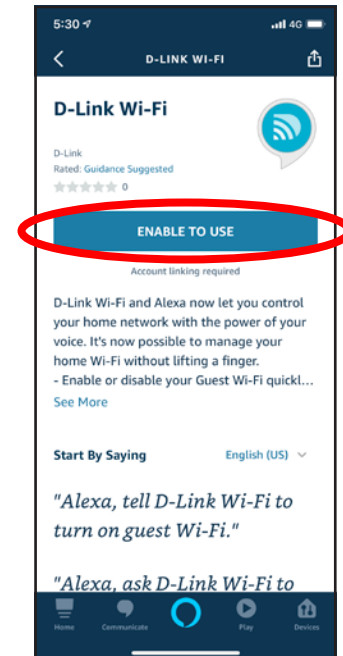 5:30
4G
D-LINK WI-FI
D-Link Wi-Fi
D-Link
Rated: Guidance Suggested
0
ENABLE TO USE
Account linking required
D-Link Wi-Fi and Alexa now let you control
your home network with the power of your
voice. It's now possible to manage your
home Wi-Fi without lifting a finger.
- Enable or disable your Guest Wi-Fi quickl...
See More
Start By Saying English (US)
"Alexa, tell D-Link Wi-Fi to
turn on guest Wi-Fi."
"Alexa, ask D-Link Wi-Fi to
Home Communicate Play Devices